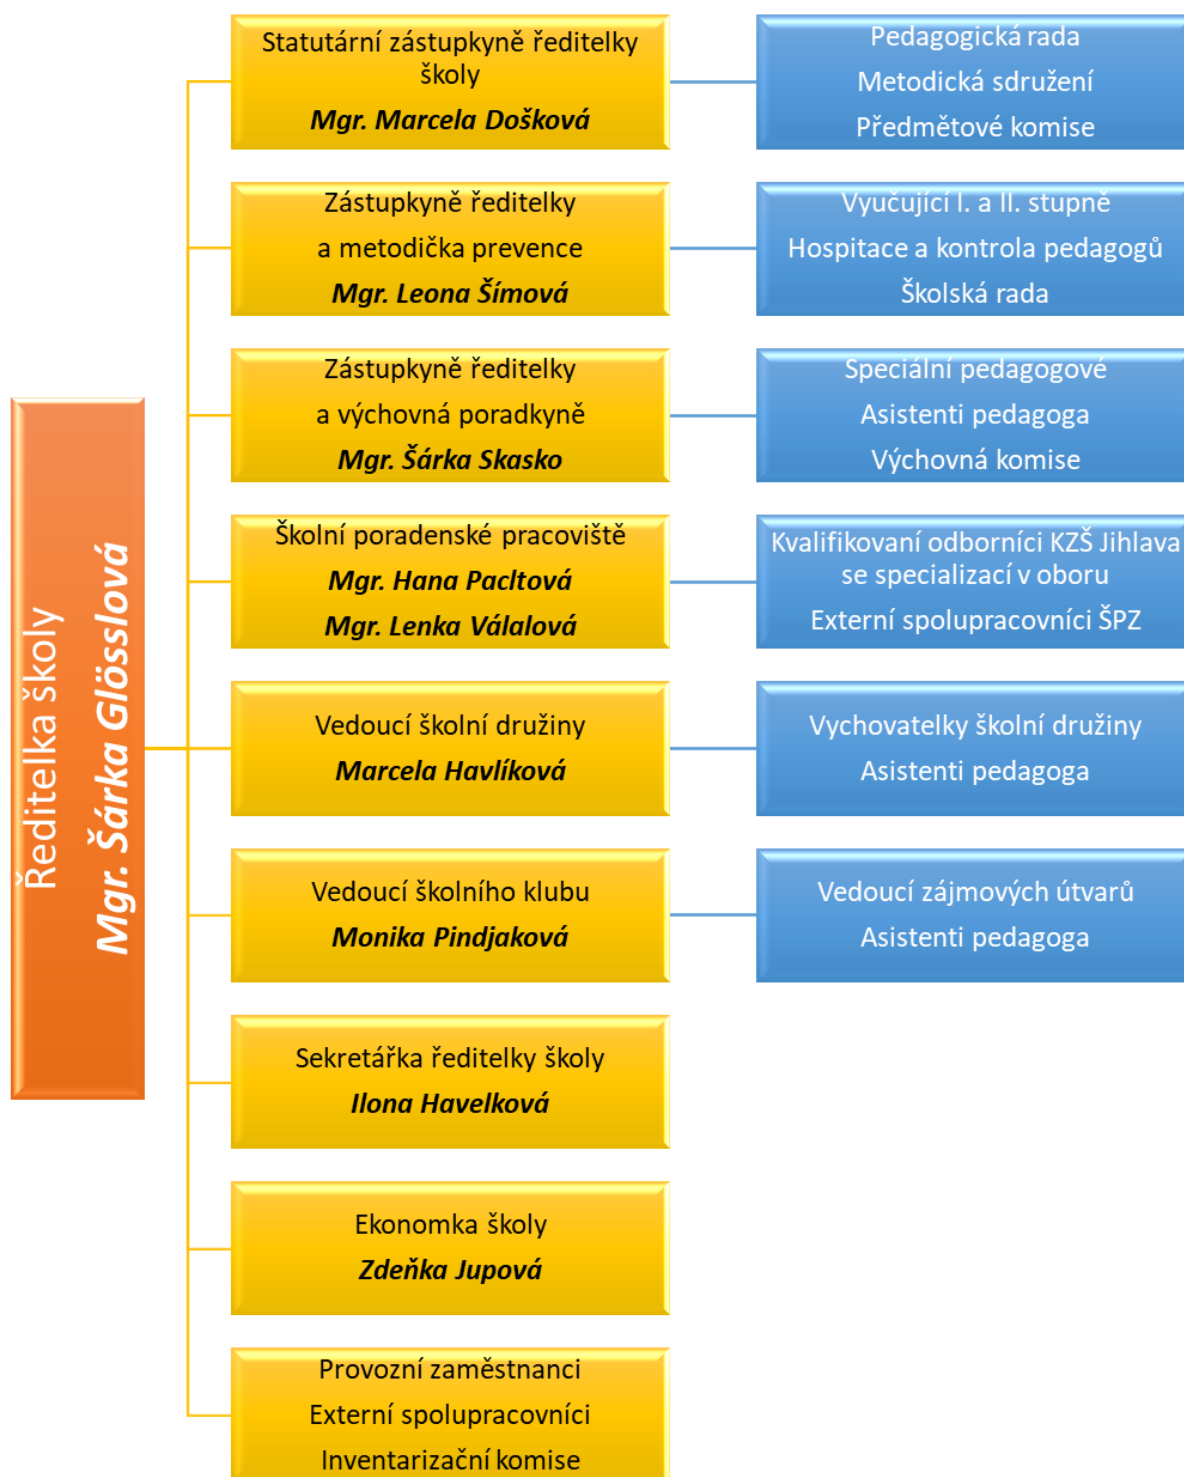 Ředitelka školy
Mgr. Šárka Glösslová
Statutární zástupkyně ředitelky
školy
Mgr. Marcela Došková
Pedagogická rada
Metodická sdružení
Předmětové komise
Zástupkyně ředitelky
a metodička prevence
Mgr. Leona Šímová
Vyučující I. a II. stupně
Hospitace a kontrola pedagogů
Školská rada
Zástupkyně ředitelky
a výchovná poradkyně
Mgr. Šárka Skasko
Speciální pedagogové
Asistenti pedagoga
Výchovná komise
Školní poradenské pracoviště
Mgr. Hana Pacltová
Mgr. Lenka Válalová
Kvalifikovaní odborníci KZŠ Jihlava
se specializací v oboru
Externí spolupracovníci ŠPZ
Vedoucí školní družiny
Marcela Havlíková
Vychovatelky školní družiny
Asistenti pedagoga
Vedoucí školního klubu
Monika Pindjaková
Vedoucí zájmových útvarů
Asistenti pedagoga
Sekretářka ředitelky školy
Ilona Havelková
Ekonomka školy
Zdeňka Jupová
Provozní zaměstnanci
Externí spolupracovníci
Inventarizační komise